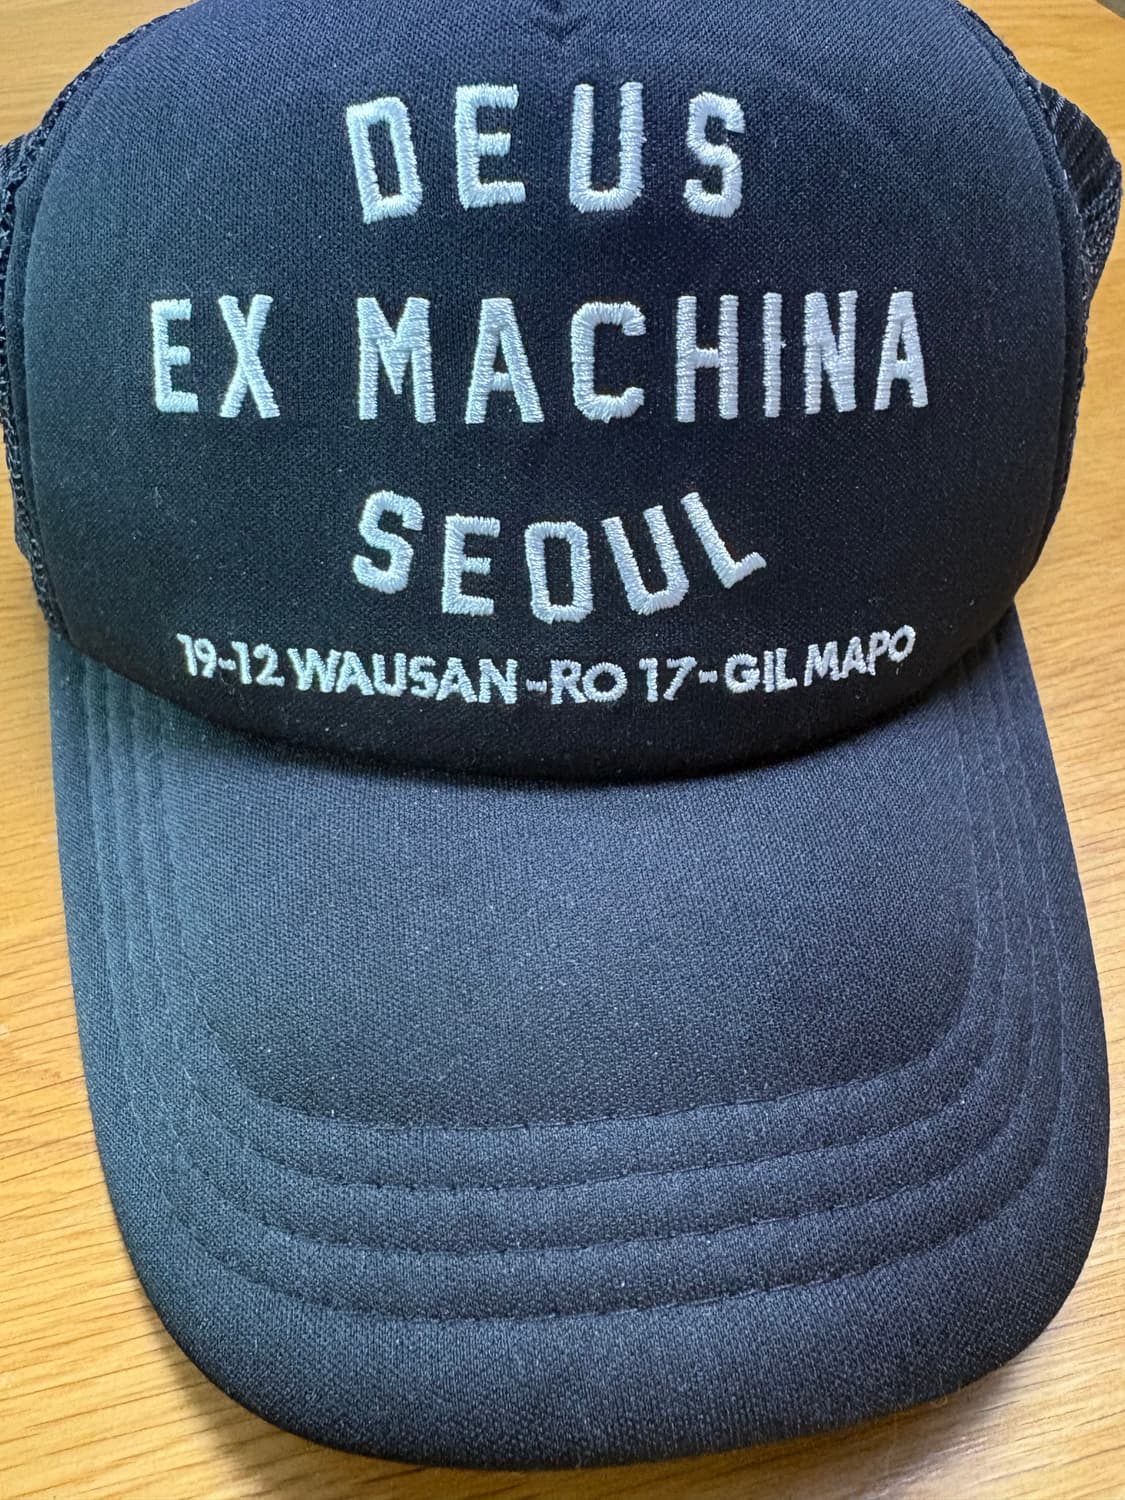 DEUS
EX MACHINA
SEOUL
19-12 WAUSAN-RO 17-GIL MAPO